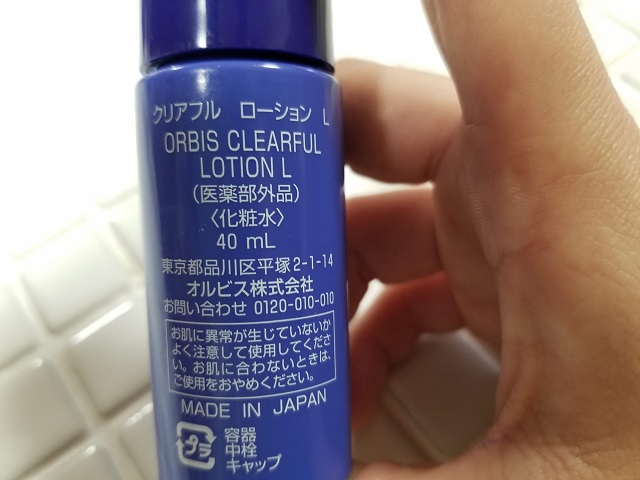 クリアフル ローション L
ORBIS CLEARFUL
LOTION L
(医薬部外品)
〈化粧水〉
40 mL
東京都品川区平塚2-1-14
オルビス株式会社
お問い合わせ 0120-010-010
お肌に異常が生じていないか
よく注意して使用してくださ
い。お肌に合わないときは、
ご使用をおやめください。
MADE IN JAPAN
プラ
容器
中栓
キャップ